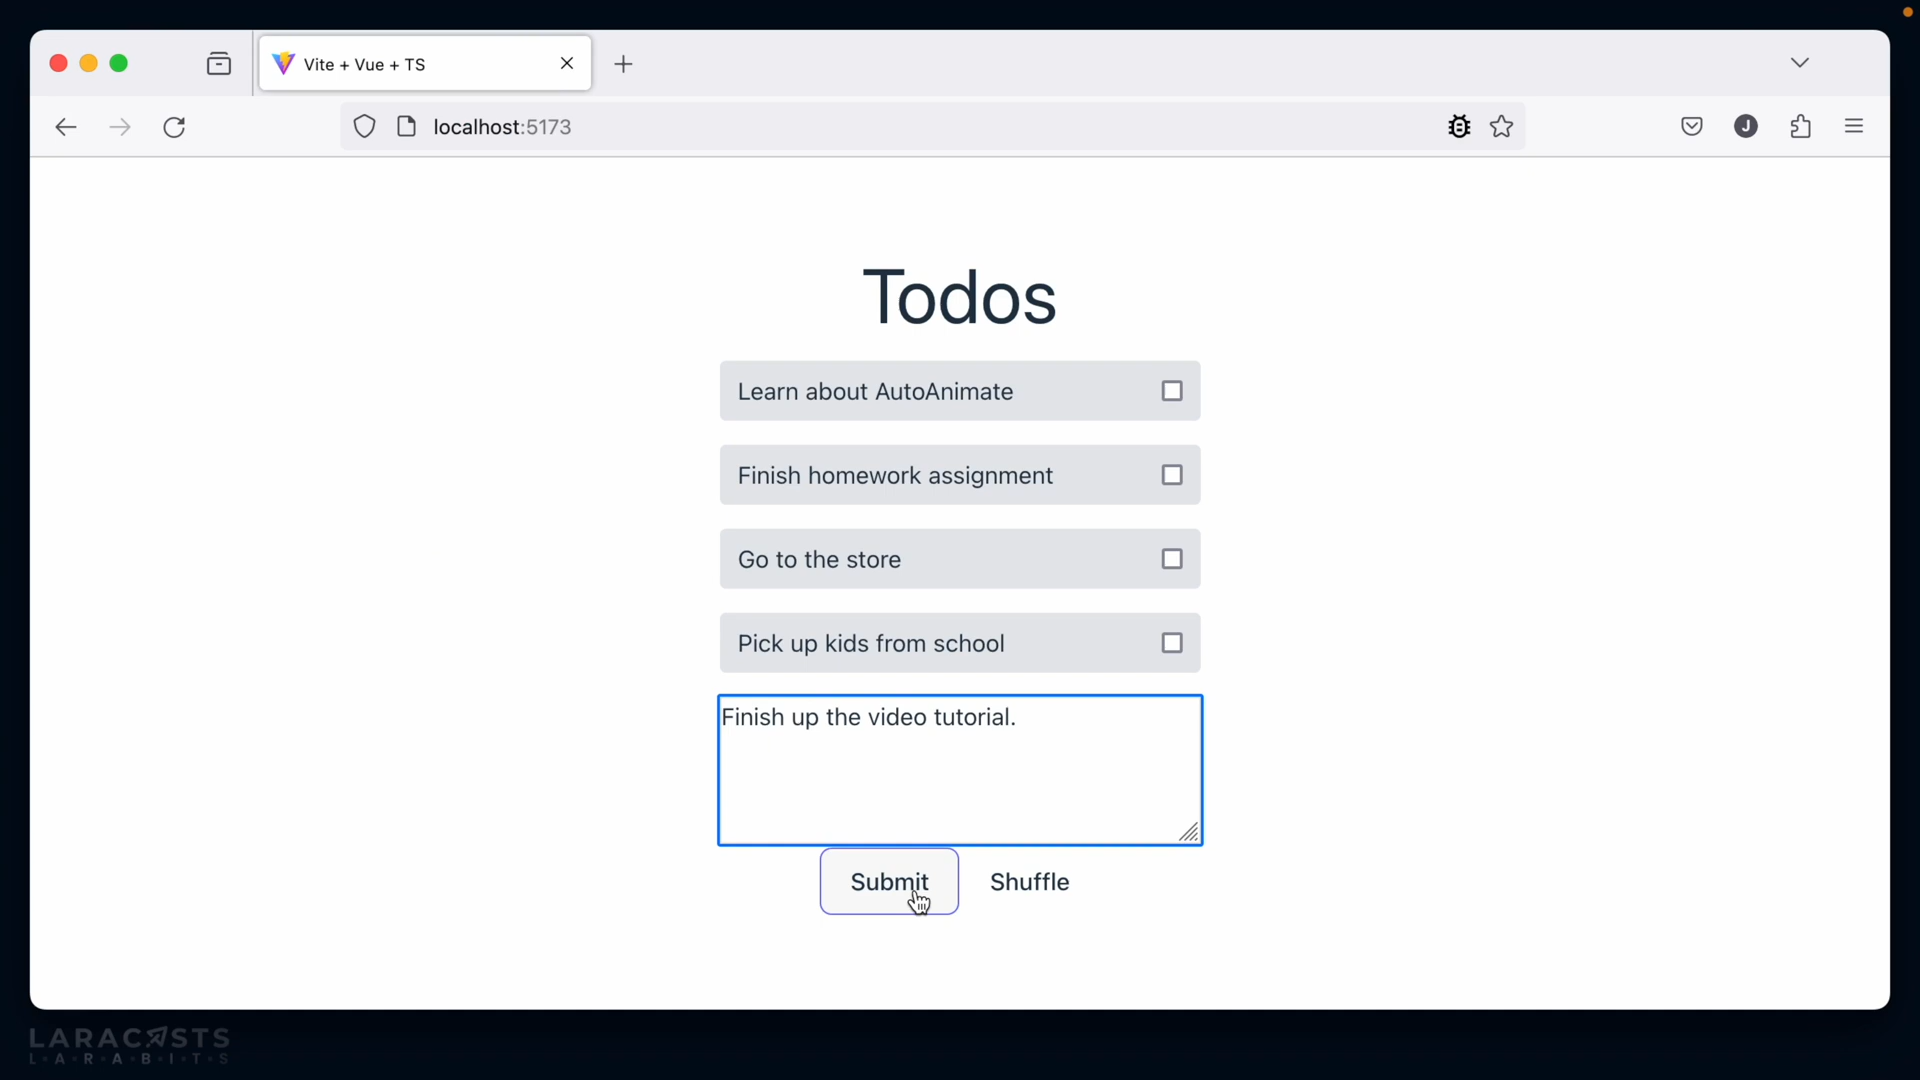 Vite + Vue + TS
localhost:5173
J
Todos
Learn about AutoAnimate
Finish homework assignment
Go to the store
Pick up kids from school
Finish up the video tutorial.
Submit
Shuffle
LARACASTS
L·A·R·A·B·I·T·S